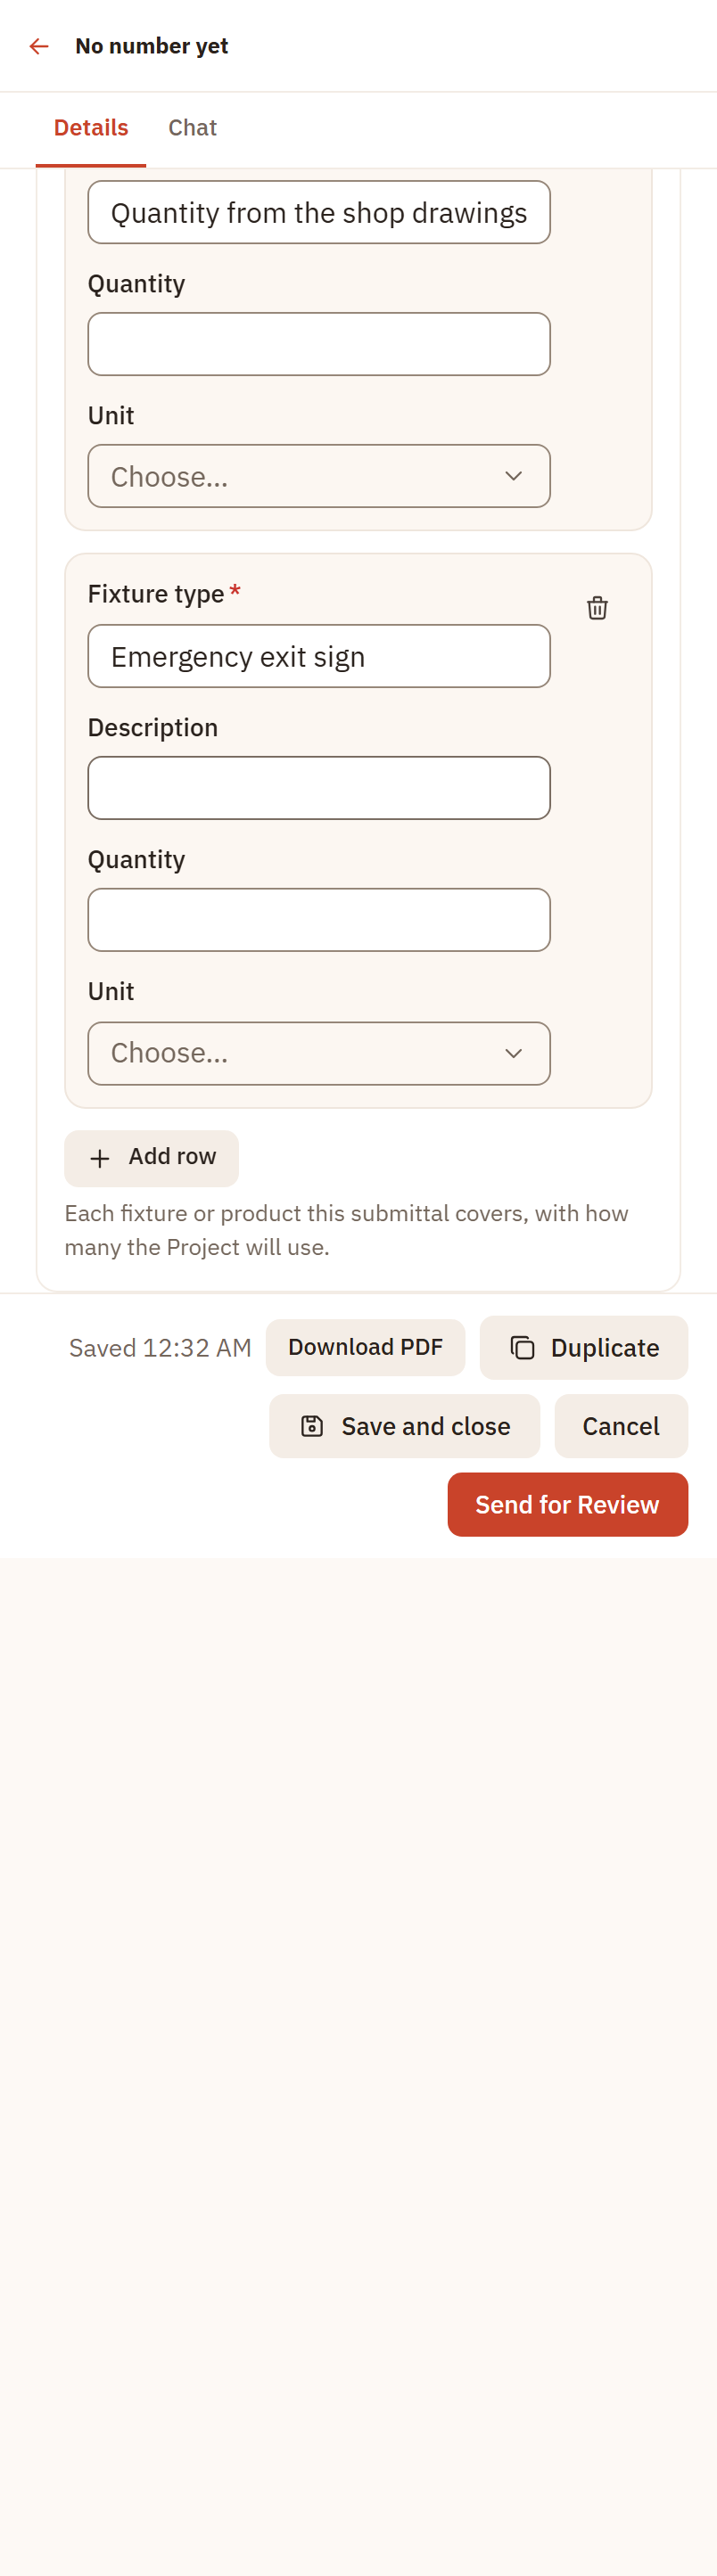 No number yet
Details
Chat
Quantity from the shop drawings
Quantity
Unit
Choose...
Fixture type *
Emergency exit sign
Description
Quantity
Unit
Choose...
Add row
Each fixture or product this submittal covers, with how
many the Project will use.
Saved 12:32 AM
Download PDF
Duplicate
Save and close
Cancel
Send for Review